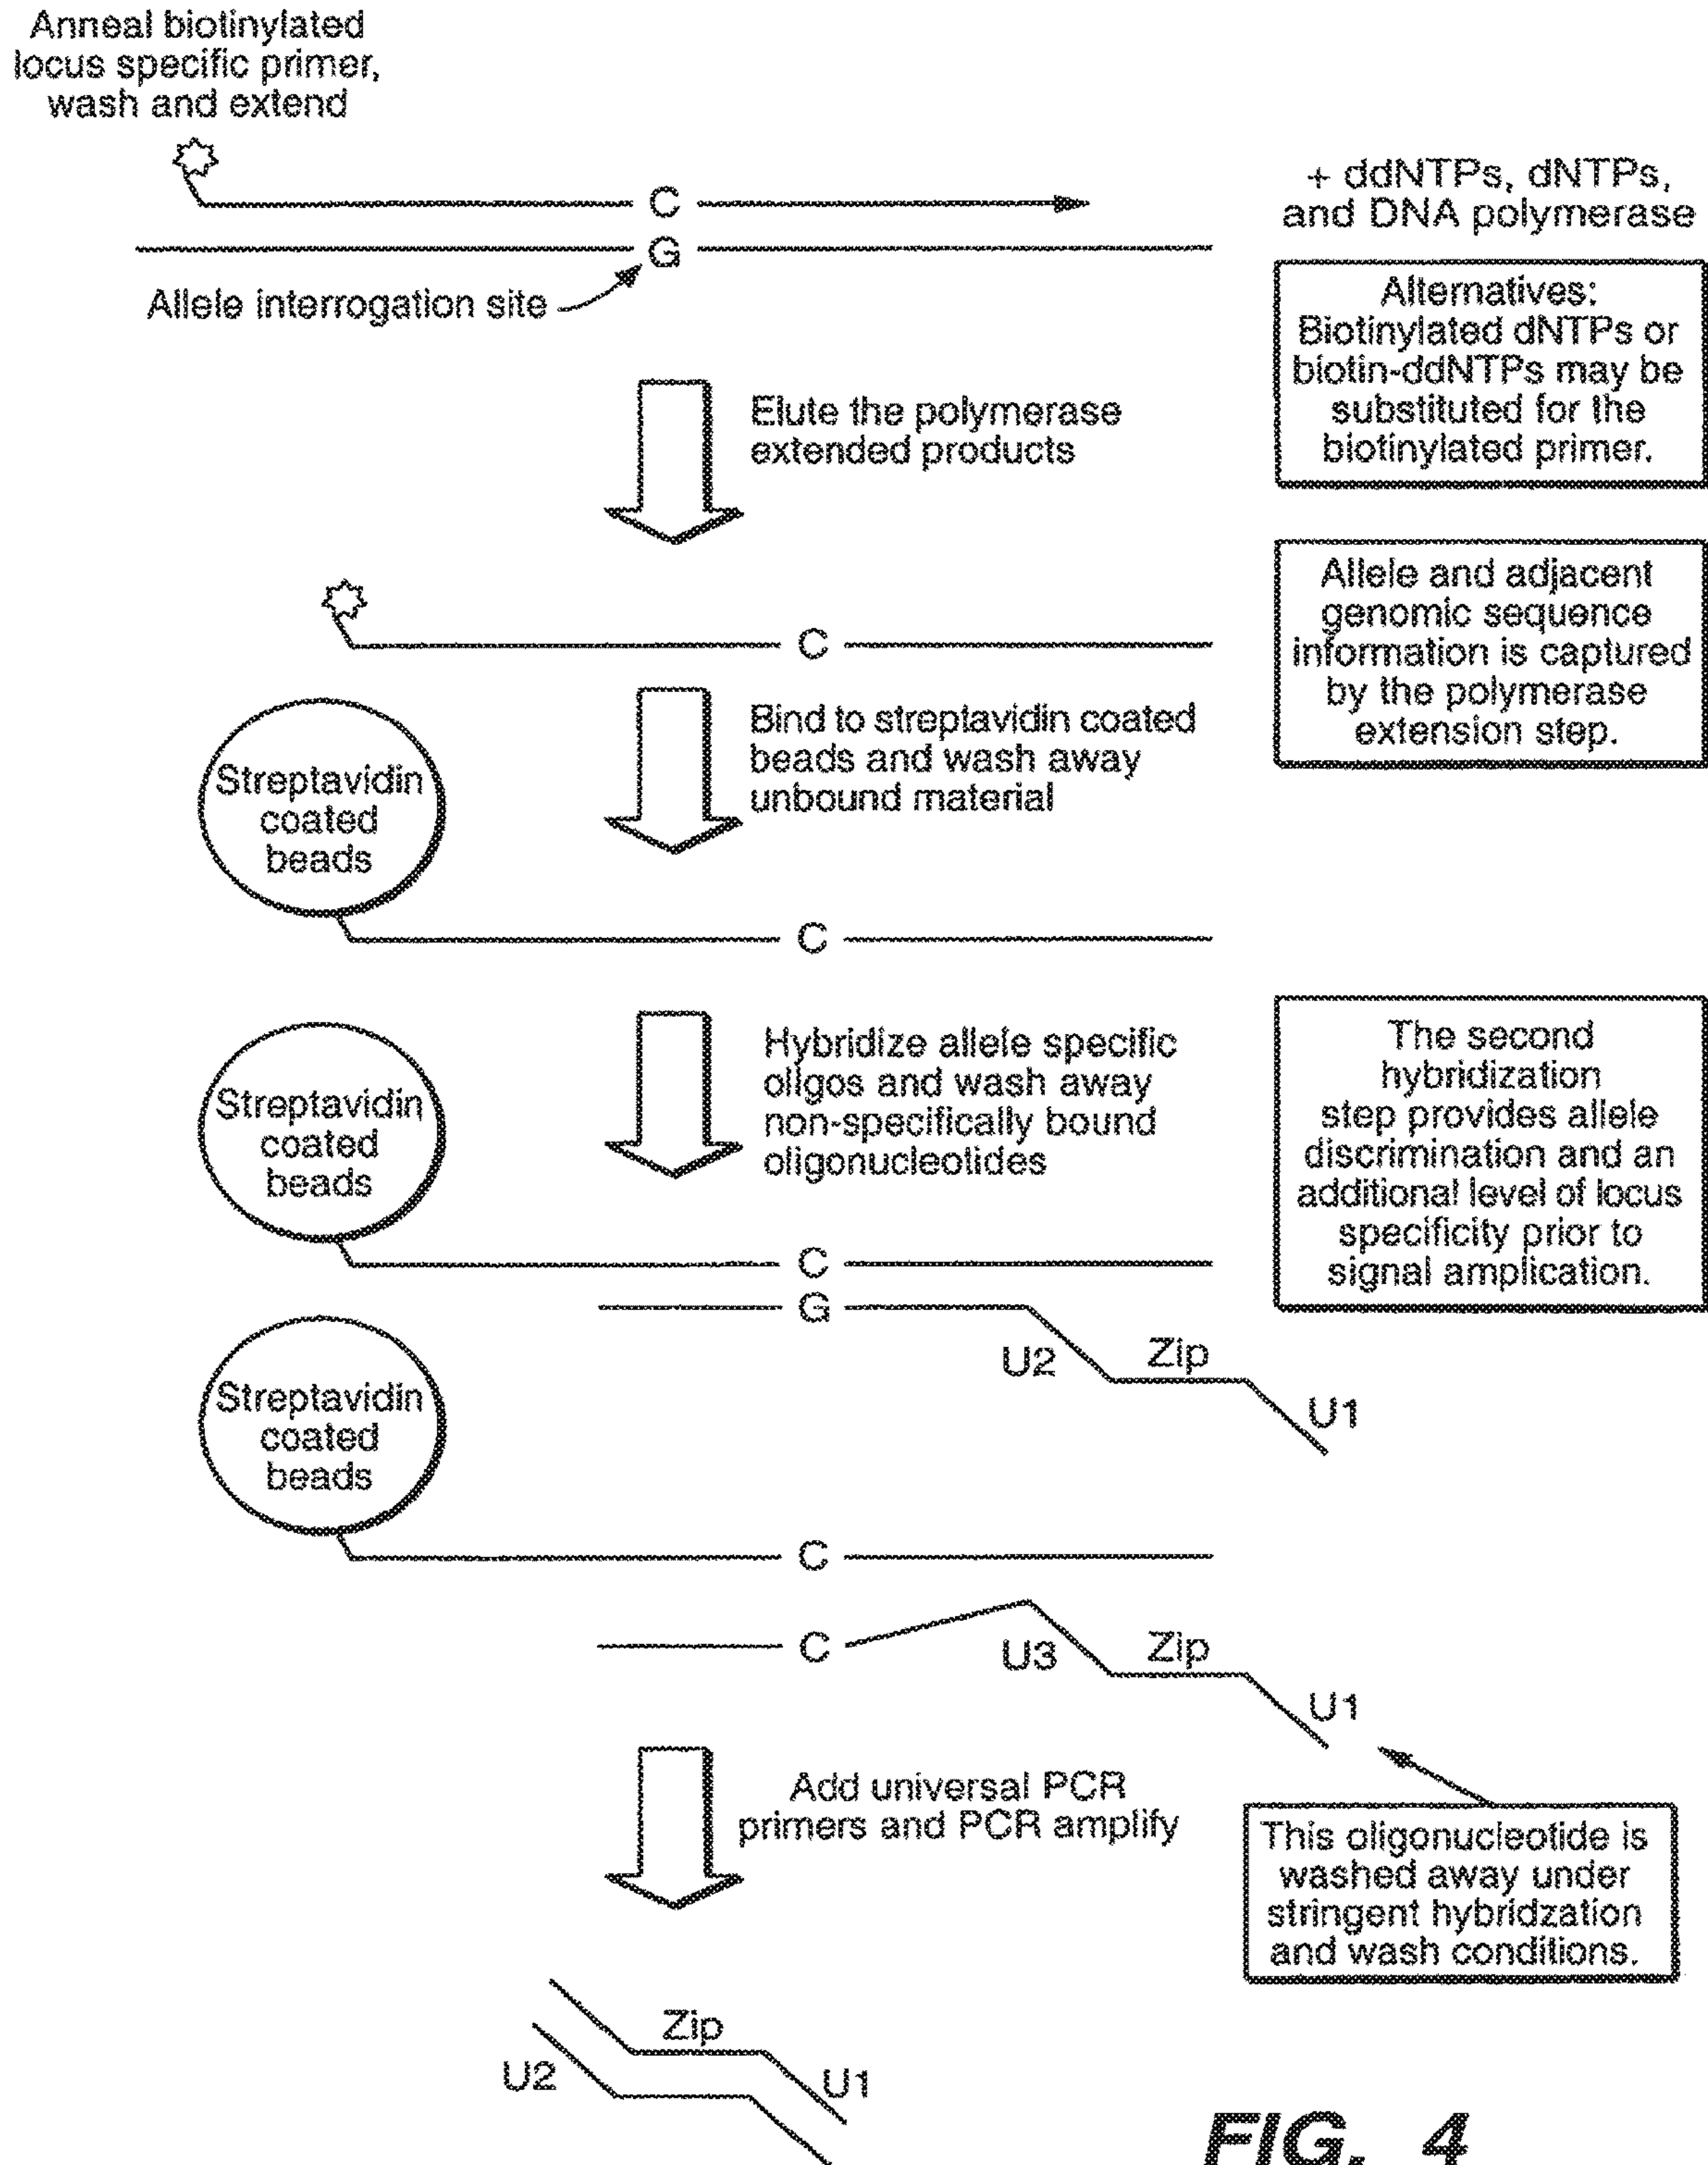 Anneal biotinylated
locus specific primer,
wash and extend
C
+ ddNTPs, dNTPs,
and DNA polymerase
G
Allele interrogation site
Alternatives:
Biotinylated dNTPs or
biotin-ddNTPs may be
substituted for the
biotinylated primer.
Elute the polymerase
extended products
Allele and adjacent
genomic sequence
information is captured
by the polymerase
extension step.
C
Bind to streptavidin coated
beads and wash away
unbound material
Streptavidin
coated
beads
C
Hybridize allele specific
oligos and wash away
non-specifically bound
oligonucleotides
The second
hybridization
step provides allele
discrimination and an
additional level of locus
specificity prior to
signal amplication.
Streptavidin
coated
beads
C
G
U2
Zip
U1
Streptavidin
coated
beads
C
C
U3
Zip
U1
Add universal PCR
primers and PCR amplify
This oligonucleotide is
washed away under
stringent hybridzation
and wash conditions.
Zip
U2
U1
FIG. 4